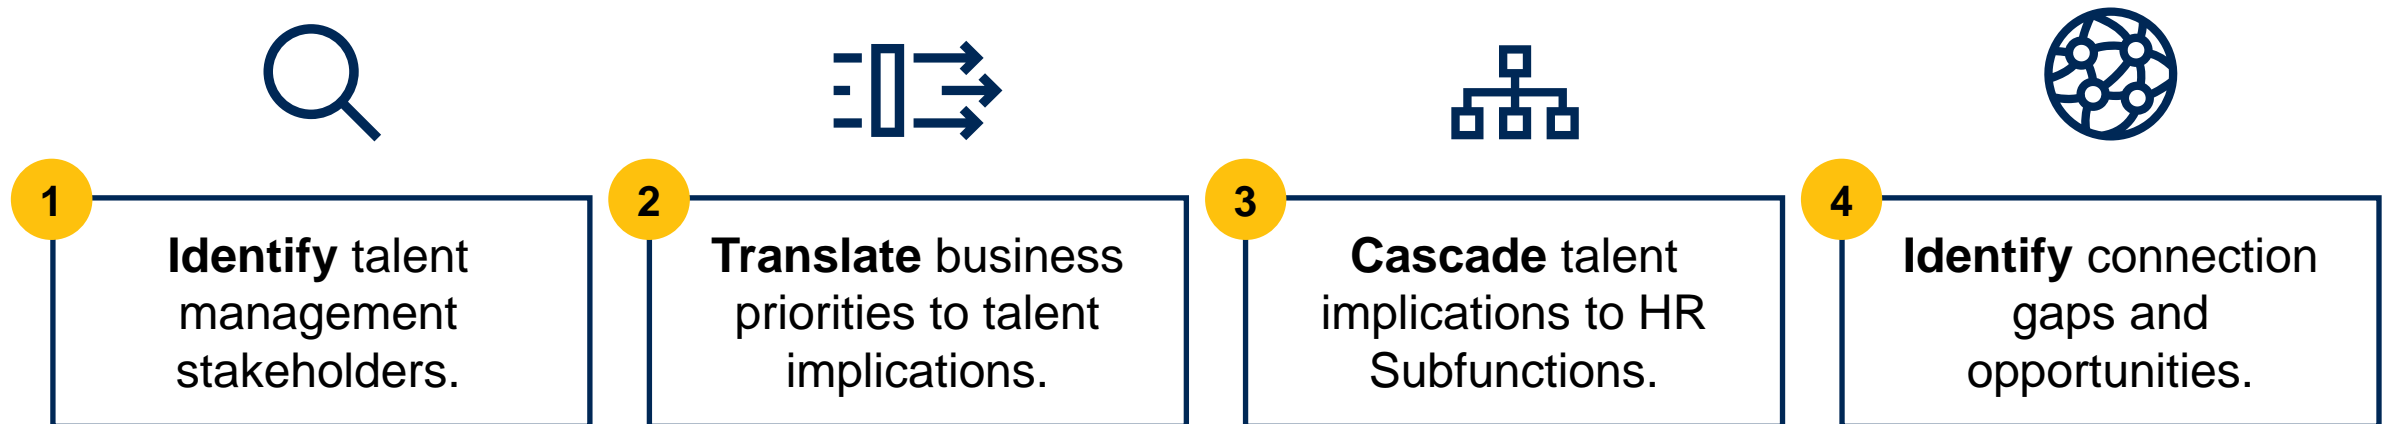 1
Identify talent
management
stakeholders.
2
Translate business
priorities to talent
implications.
3
Cascade talent
implications to HR
Subfunctions.
4
Identify connection
gaps and
opportunities.